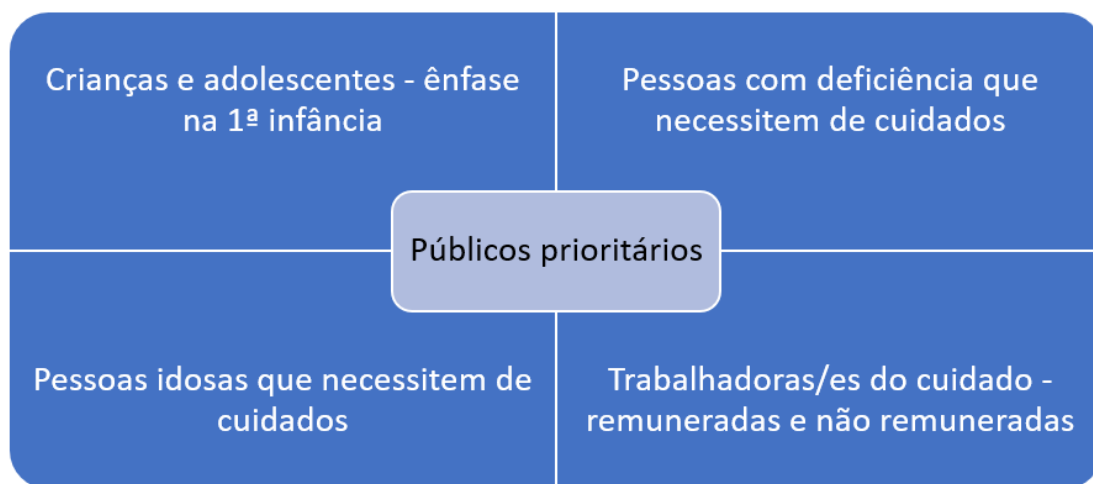 Crianças e adolescentes - ênfase
na 1ª infância
Pessoas com deficiência que
necessitem de cuidados
Públicos prioritários
Pessoas idosas que necessitem de
cuidados
Trabalhadoras/es do cuidado -
remuneradas e não remuneradas